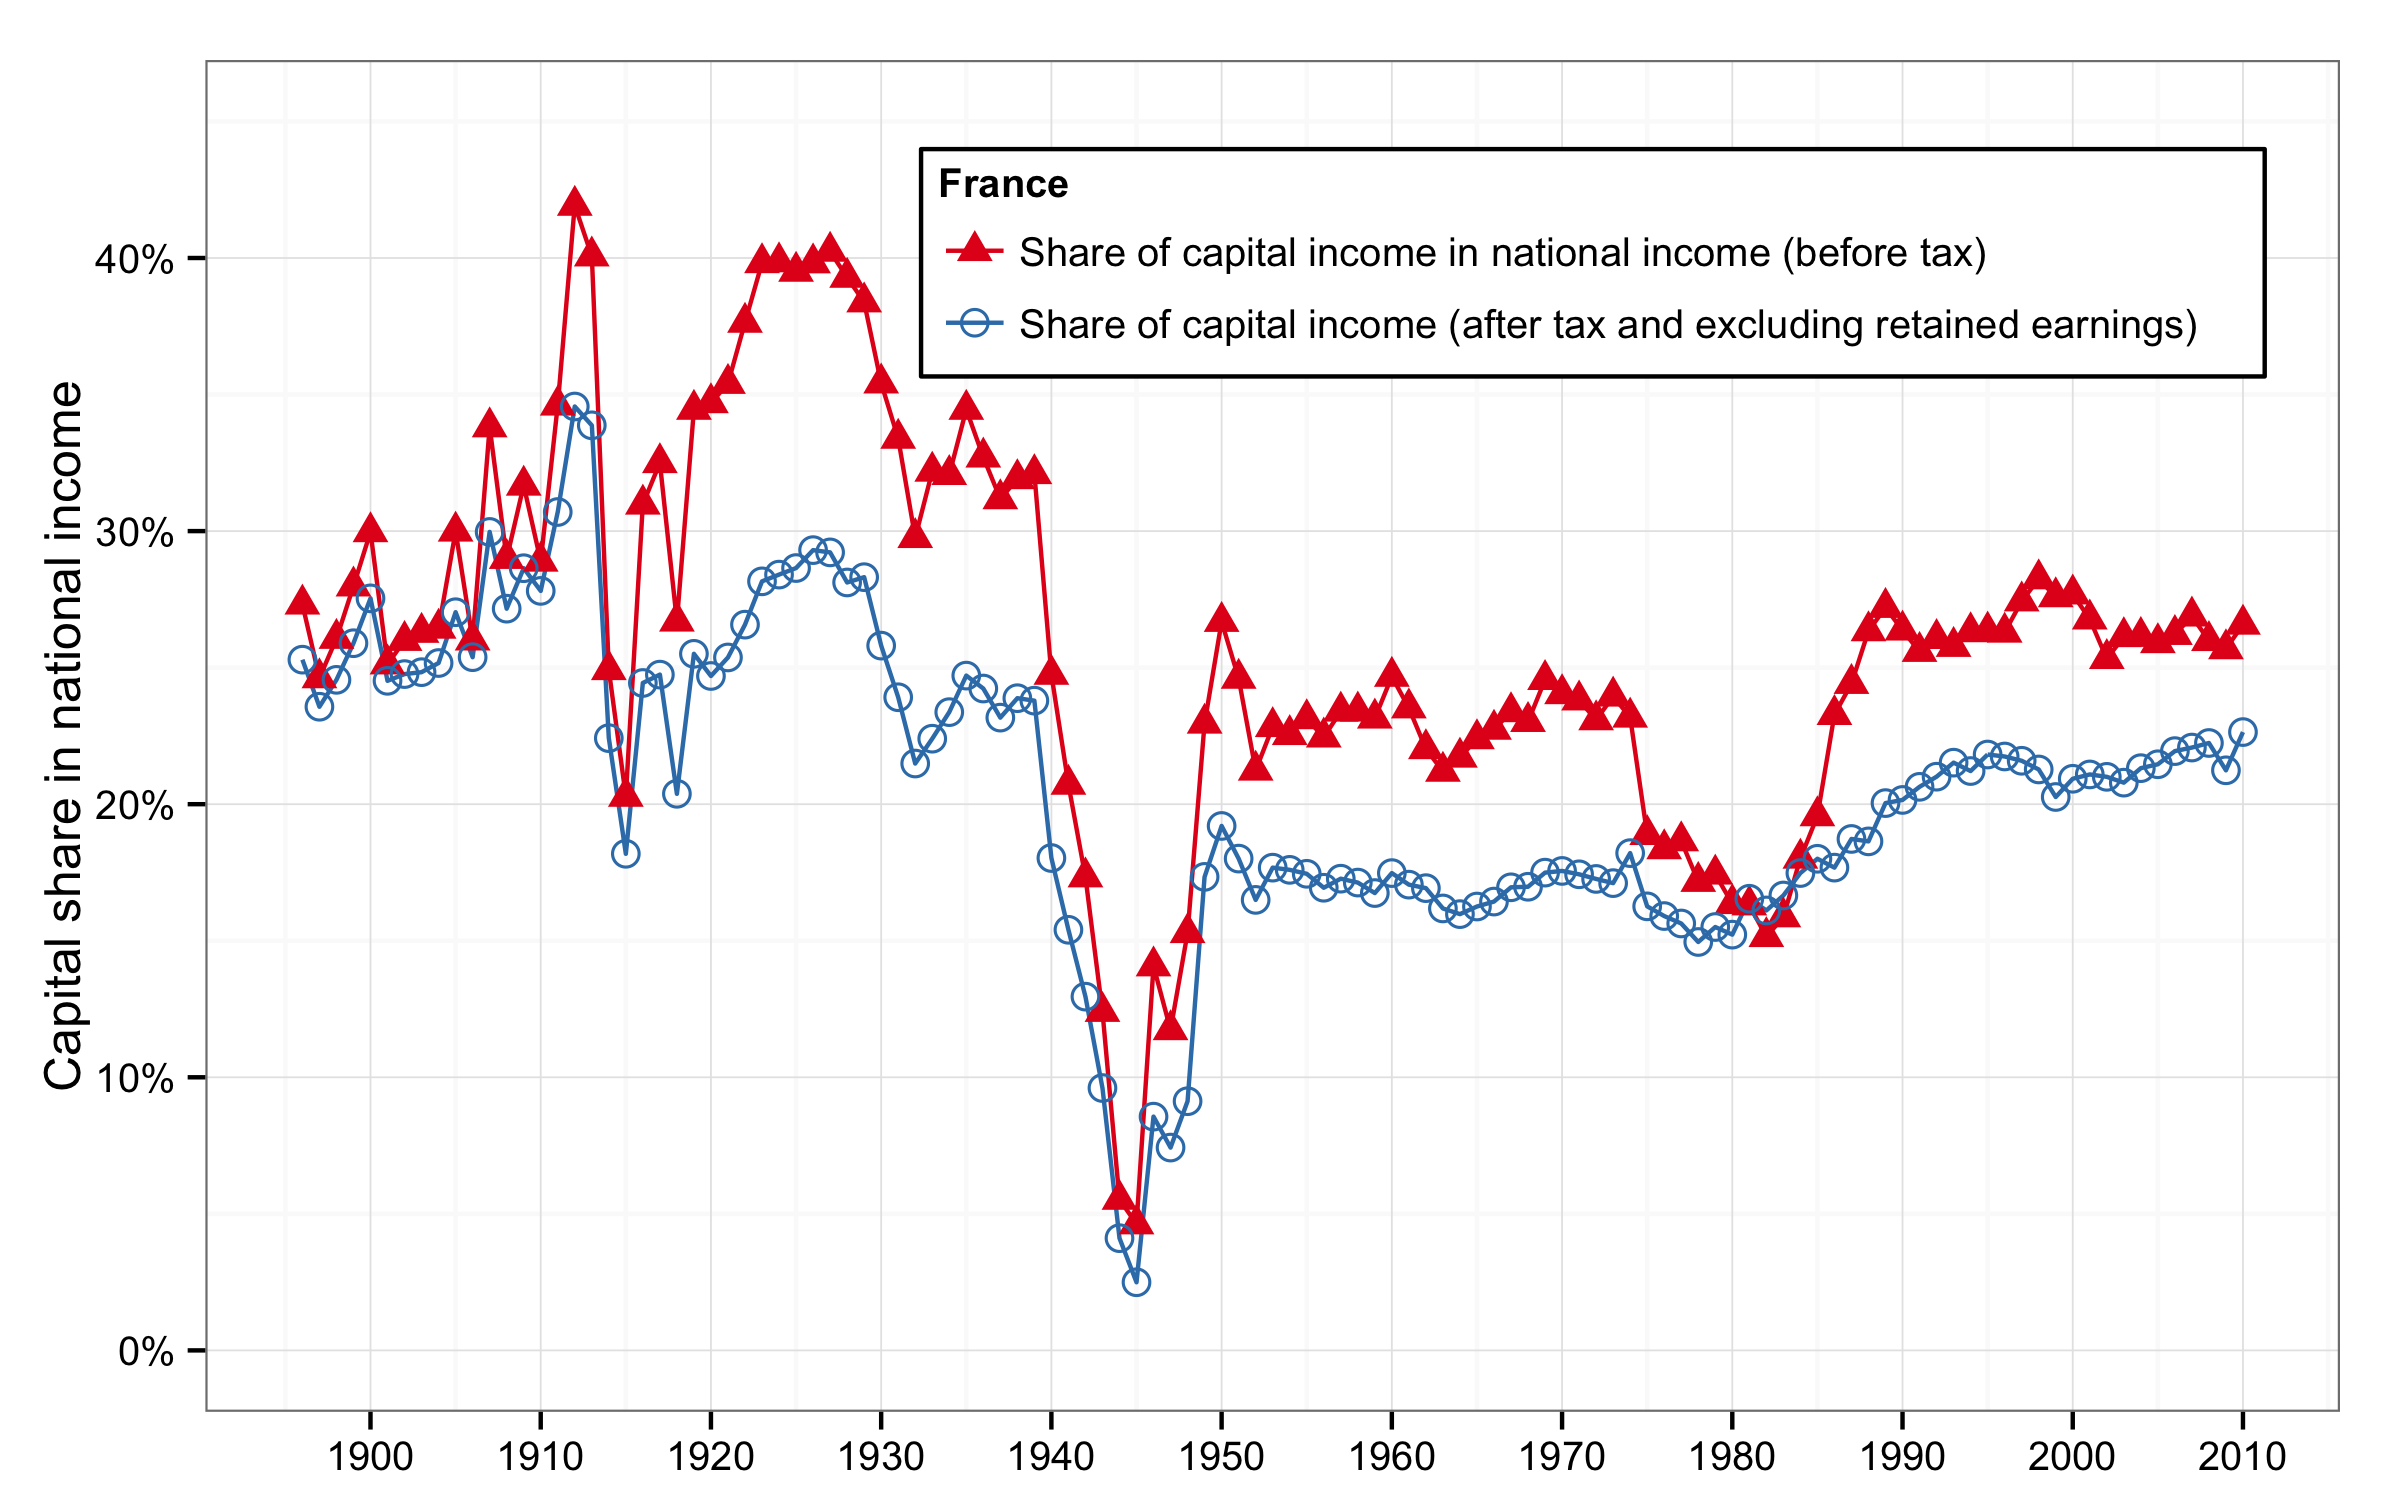 France
Share of capital income in national income (before tax)
Share of capital income (after tax and excluding retained earnings)
Capital share in national income
40%
30%
20%
10%
0%
1900 1910 1920 1930 1940 1950 1960 1970 1980 1990 2000 2010